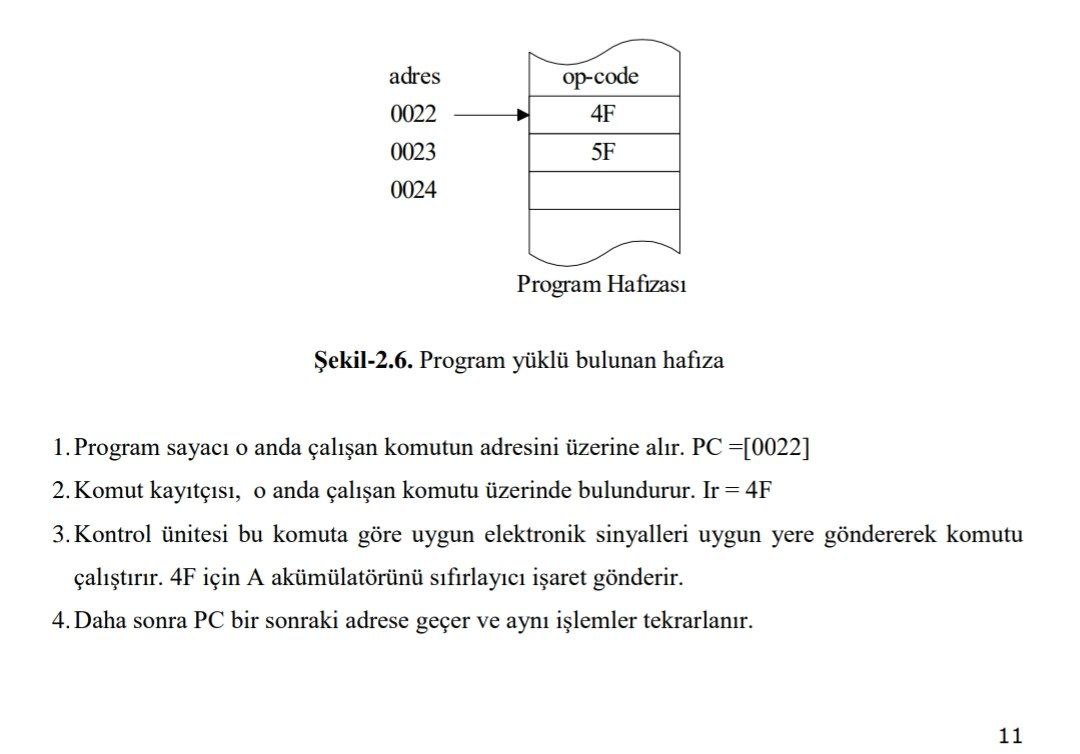 adres op-code
0022 4F
0023 5F
0024
Program Hafızası
Şekil-2.6. Program yüklü bulunan hafıza
1. Program sayacı o anda çalışan komutun adresini üzerine alır. PC =[0022]
2. Komut kayıtçısı, o anda çalışan komutu üzerinde bulundurur. Ir = 4F
3. Kontrol ünitesi bu komuta göre uygun elektronik sinyalleri uygun yere göndererek komutu
çalıştırır. 4F için A akümülatörünü sıfırlayıcı işaret gönderir.
4. Daha sonra PC bir sonraki adrese geçer ve aynı işlemler tekrarlanır.
11